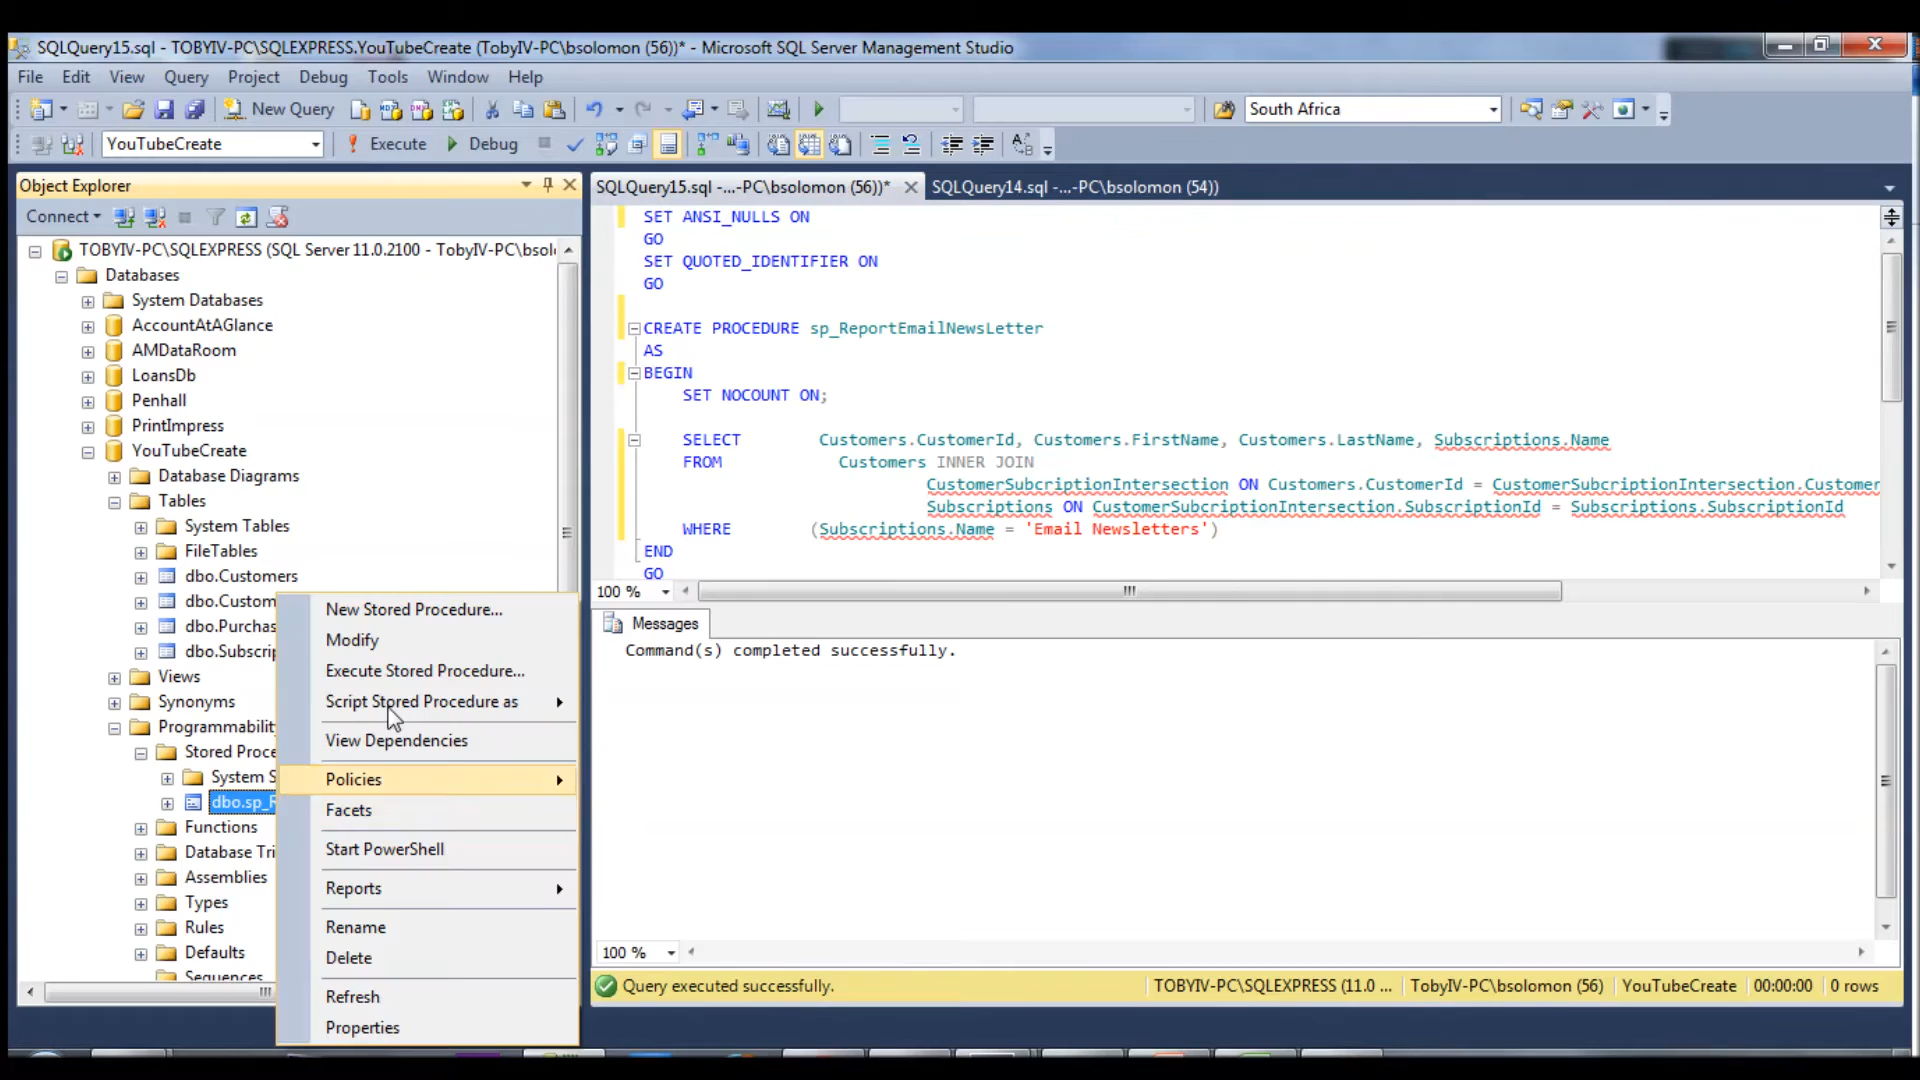 SQLQuery15.sql - TOBYIV-PC\SQLEXPRESS.YouTubeCreate (TobyIV-PC\bsolomon (56))* - Microsoft SQL Server Management Studio
File Edit View Query Project Debug Tools Window Help
New Query South Africa
YouTubeCreate Execute Debug
Object Explorer
Connect
TOBYIV-PC\SQLEXPRESS (SQL Server 11.0.2100 - TobyIV-PC\bsol
Databases
System Databases
AccountAtAGlance
AMDataRoom
LoansDb
Penhall
PrintImpress
YouTubeCreate
Database Diagrams
Tables
System Tables
FileTables
dbo.Customers
dbo.Custom
dbo.Purchas
dbo.Subscrip
Views
Synonyms
Programmability
Stored Proce
System S
dbo.sp_R
Functions
Database Tri
Assemblies
Types
Rules
Defaults
Sequences
New Stored Procedure...
Modify
Execute Stored Procedure...
Script Stored Procedure as
View Dependencies
Policies
Facets
Start PowerShell
Reports
Rename
Delete
Refresh
Properties
SQLQuery15.sql -...-PC\bsolomon (56))* SQLQuery14.sql -...-PC\bsolomon (54))
SET ANSI_NULLS ON
GO
SET QUOTED_IDENTIFIER ON
GO
CREATE PROCEDURE sp_ReportEmailNewsLetter
AS
BEGIN
SET NOCOUNT ON;
SELECT Customers.CustomerId, Customers.FirstName, Customers.LastName, Subscriptions.Name
FROM Customers INNER JOIN
CustomerSubcriptionIntersection ON Customers.CustomerId = CustomerSubcriptionIntersection.Customer
Subscriptions ON CustomerSubcriptionIntersection.SubscriptionId = Subscriptions.SubscriptionId
WHERE (Subscriptions.Name = 'Email Newsletters')
END
GO
100 %
Messages
Command(s) completed successfully.
100 %
Query executed successfully. TOBYIV-PC\SQLEXPRESS (11.0 ... TobyIV-PC\bsolomon (56) YouTubeCreate 00:00:00 0 rows